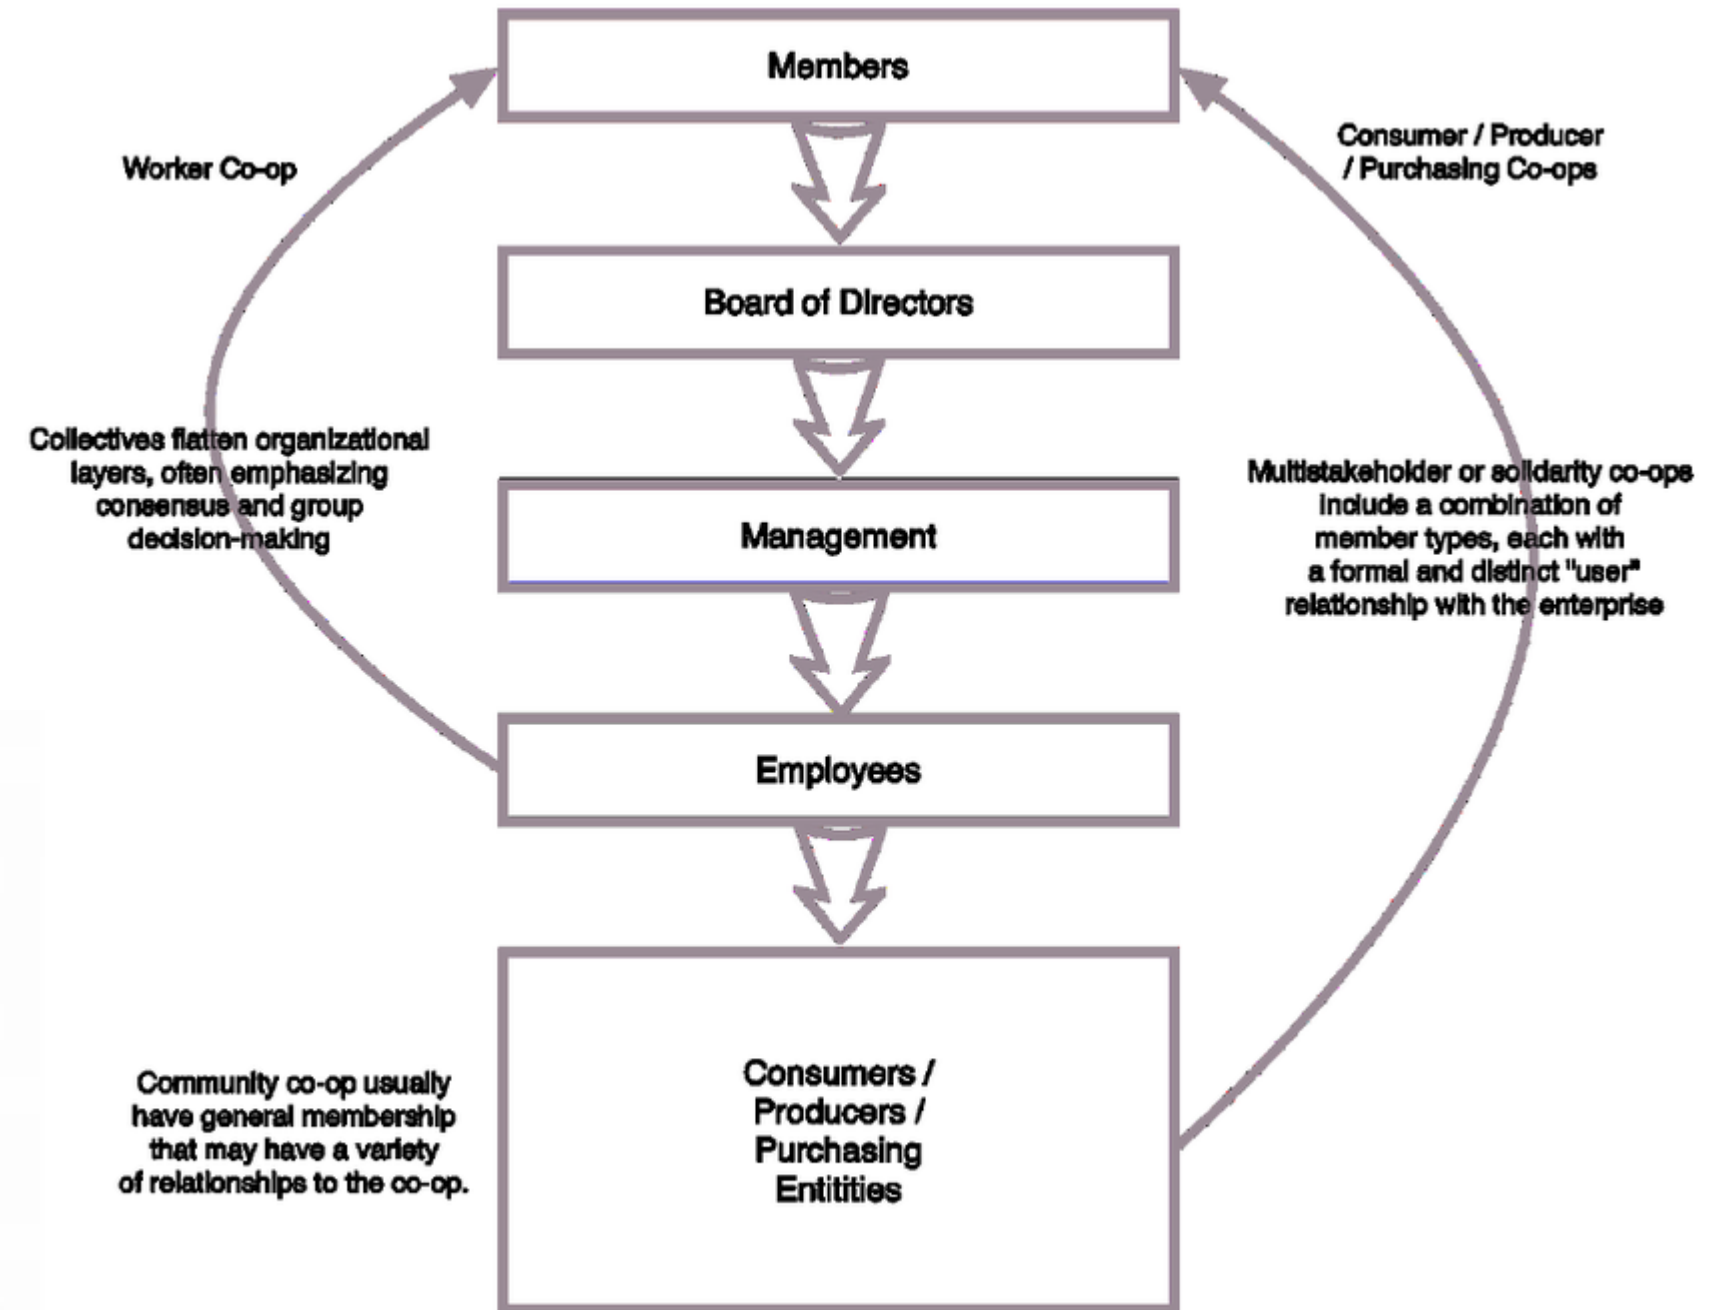 Members
Worker Co-op
Consumer / Producer
/ Purchasing Co-ops
Board of Directors
Collectives flatten organizational
layers, often emphasizing
consensus and group
decision-making
Multistakeholder or solidarity co-ops
include a combination of
member types, each with
a formal and distinct "user"
relationship with the enterprise
Management
Employees
Community co-op usually
have general membership
that may have a variety
of relationships to the co-op.
Consumers /
Producers /
Purchasing
Entitities